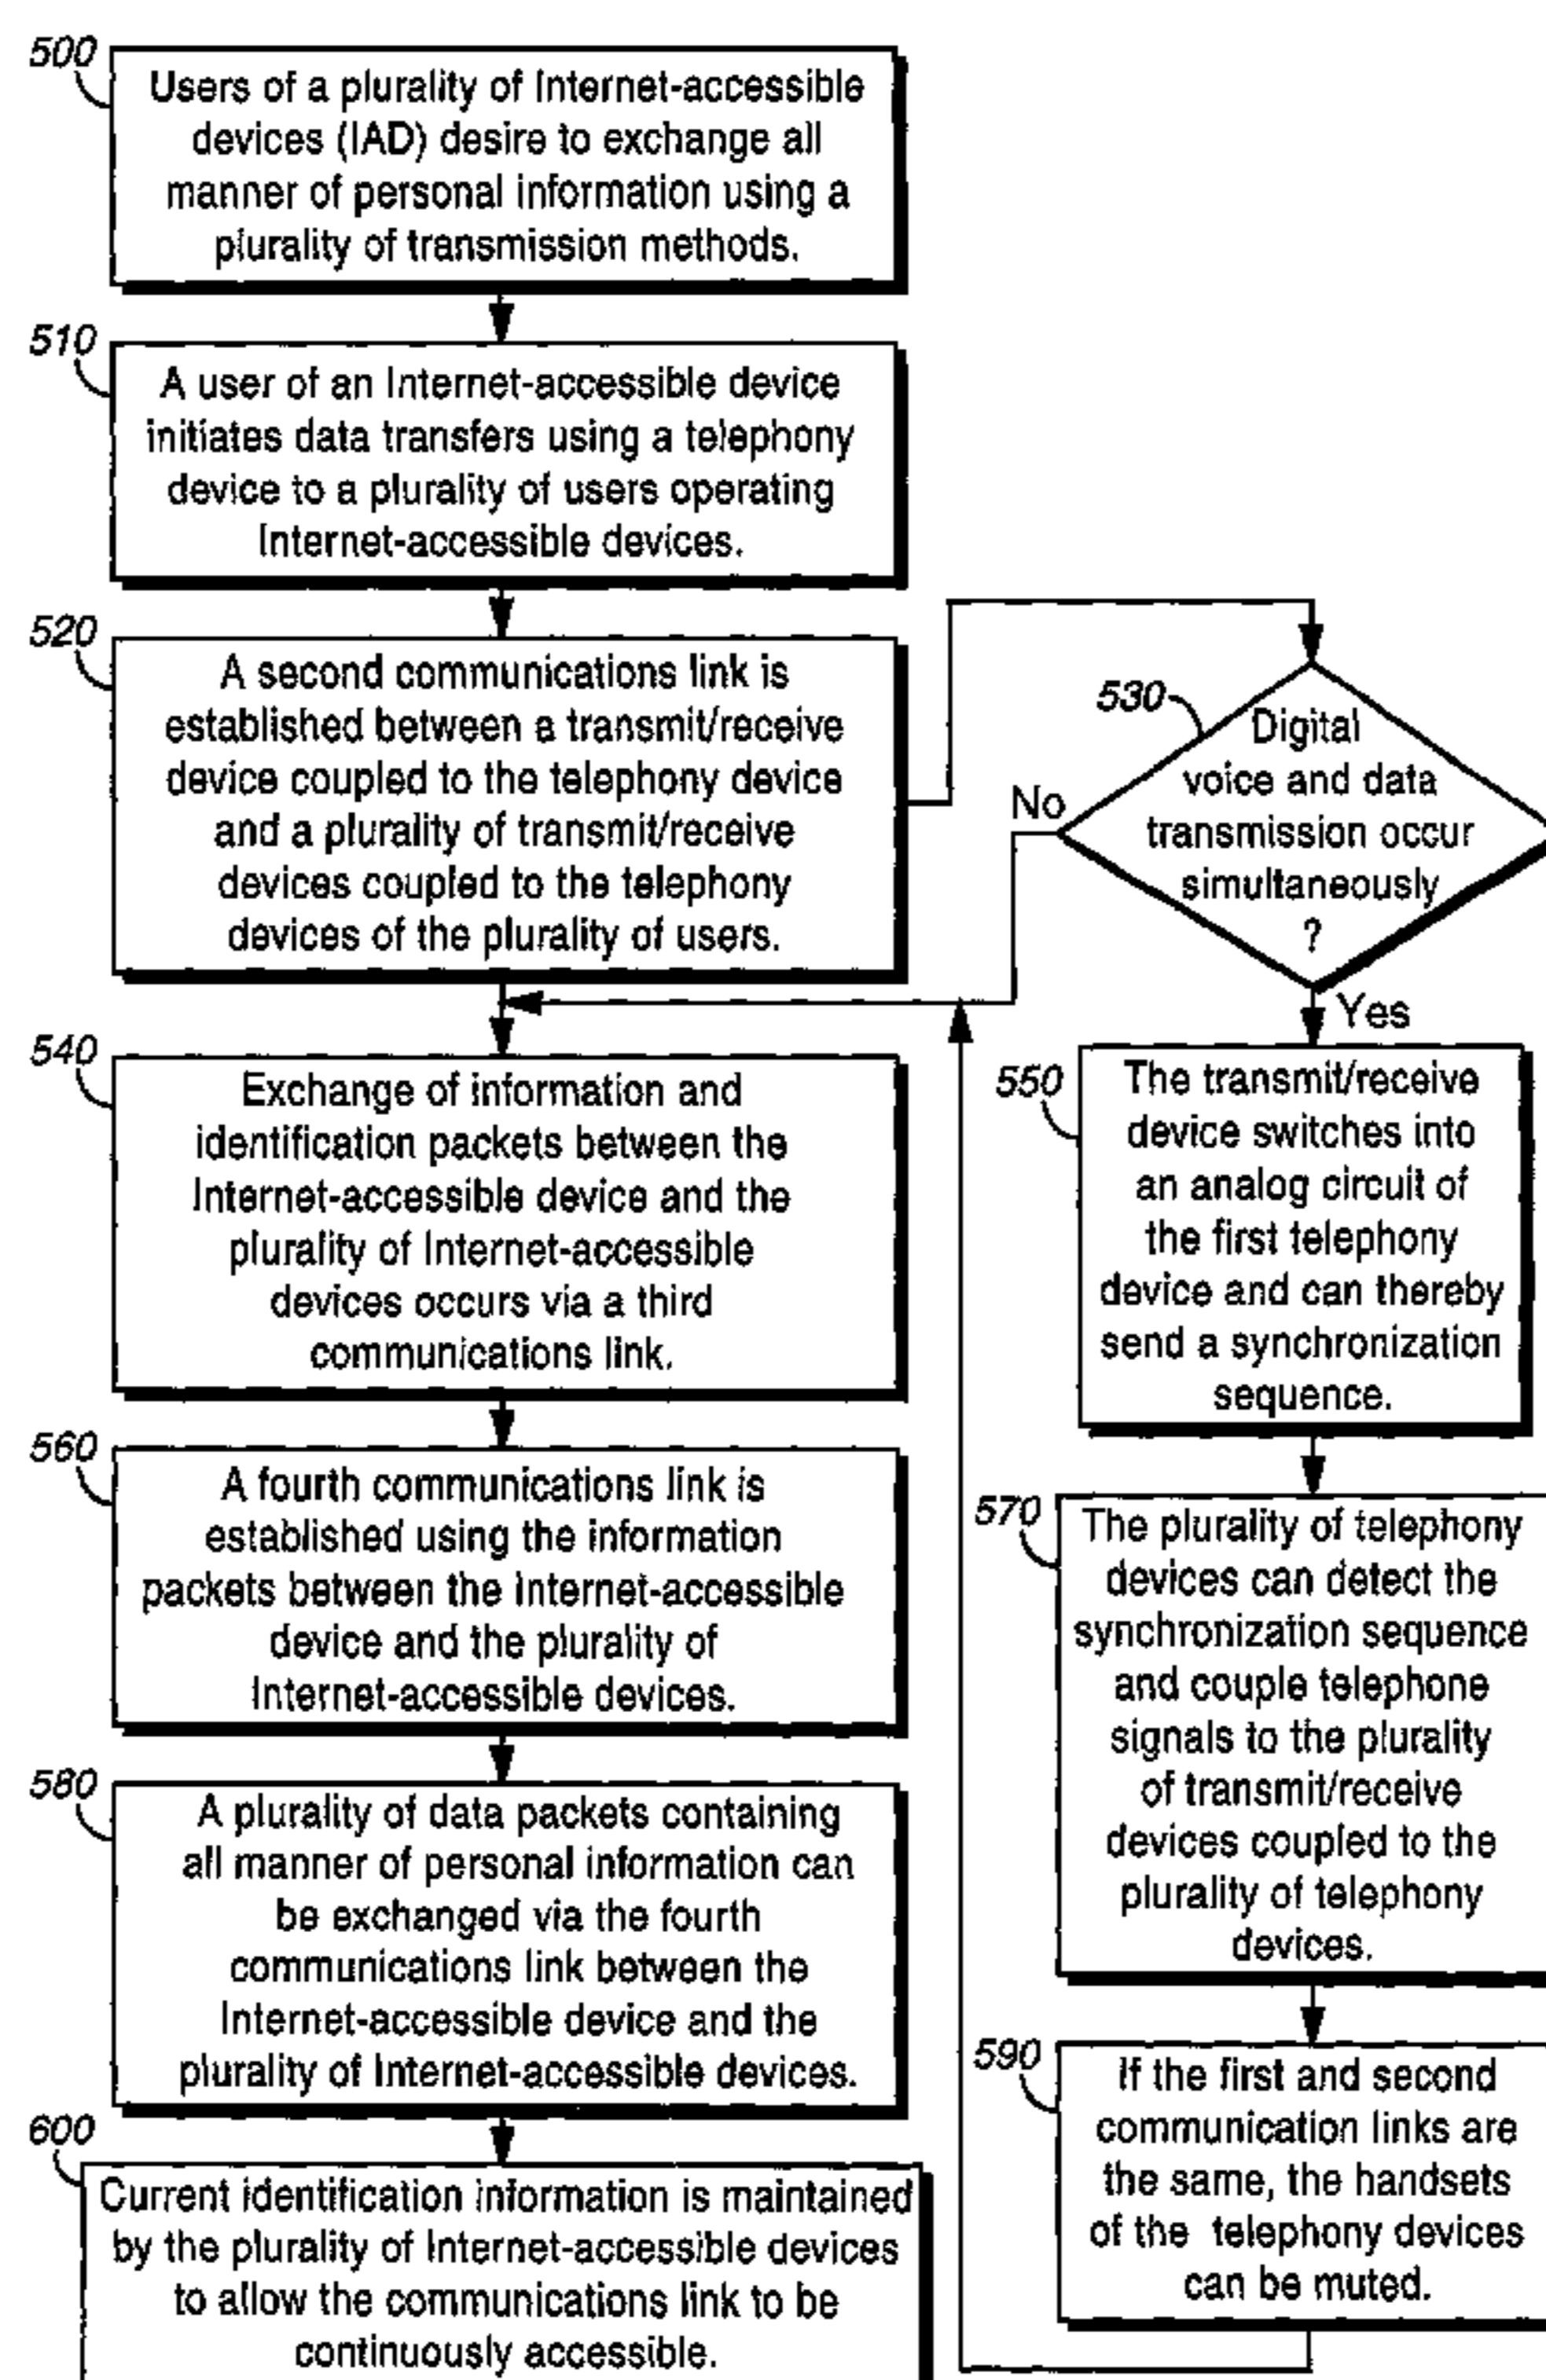 500
Users of a plurality of Internet-accessible
devices (IAD) desire to exchange all
manner of personal information using a
plurality of transmission methods.
510
A user of an Internet-accessible device
initiates data transfers using a telephony
device to a plurality of users operating
Internet-accessible devices.
520
A second communications link is
established between a transmit/receive
device coupled to the telephony device
and a plurality of transmit/receive
devices coupled to the telephony
devices of the plurality of users.
530
Digital
voice and data
transmission occur
simultaneously
?
No
Yes
540
Exchange of information and
identification packets between the
Internet-accessible device and the
plurality of Internet-accessible
devices occurs via a third
communications link.
550
The transmit/receive
device switches into
an analog circuit of
the first telephony
device and can thereby
send a synchronization
sequence.
560
A fourth communications link is
established using the information
packets between the Internet-accessible
device and the plurality of
Internet-accessible devices.
570
The plurality of telephony
devices can detect the
synchronization sequence
and couple telephone
signals to the plurality
of transmit/receive
devices coupled to the
plurality of telephony
devices.
580
A plurality of data packets containing
all manner of personal information can
be exchanged via the fourth
communications link between the
Internet-accessible device and the
plurality of Internet-accessible devices.
590
If the first and second
communication links are
the same, the handsets
of the telephony devices
can be muted.
600
Current identification information is maintained
by the plurality of Internet-accessible devices
to allow the communications link to be
continuously accessible.